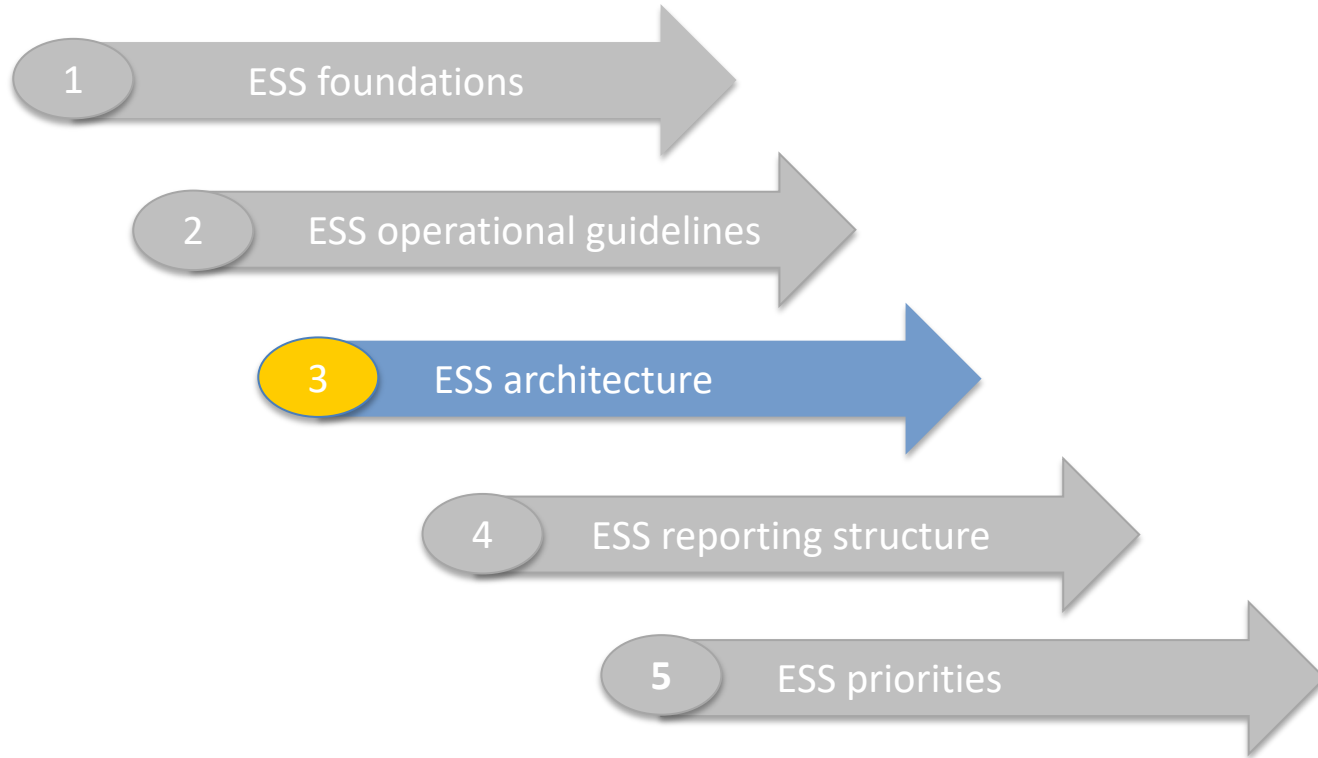 1 ESS foundations
2 ESS operational guidelines
3 ESS architecture
4 ESS reporting structure
5 ESS priorities